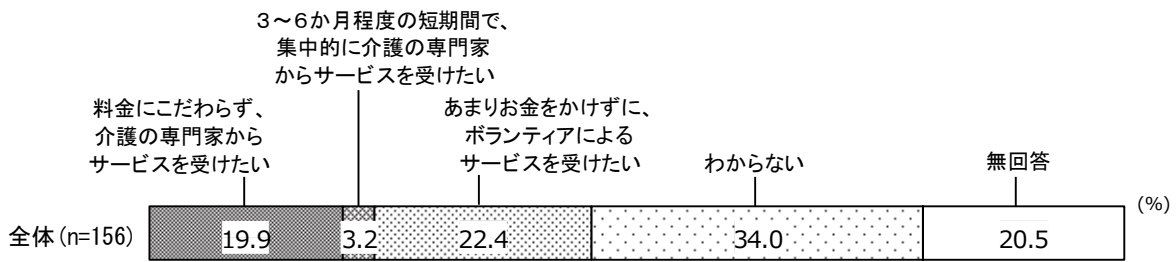 3～6か月程度の短期間で、
集中的に介護の専門家
からサービスを受けたい
料金にこだわらず、
介護の専門家から
サービスを受けたい
あまりお金をかけずに、
ボランティアによる
サービスを受けたい
わからない
無回答
(%)
全体(n=156)
19.9
3.2
22.4
34.0
20.5